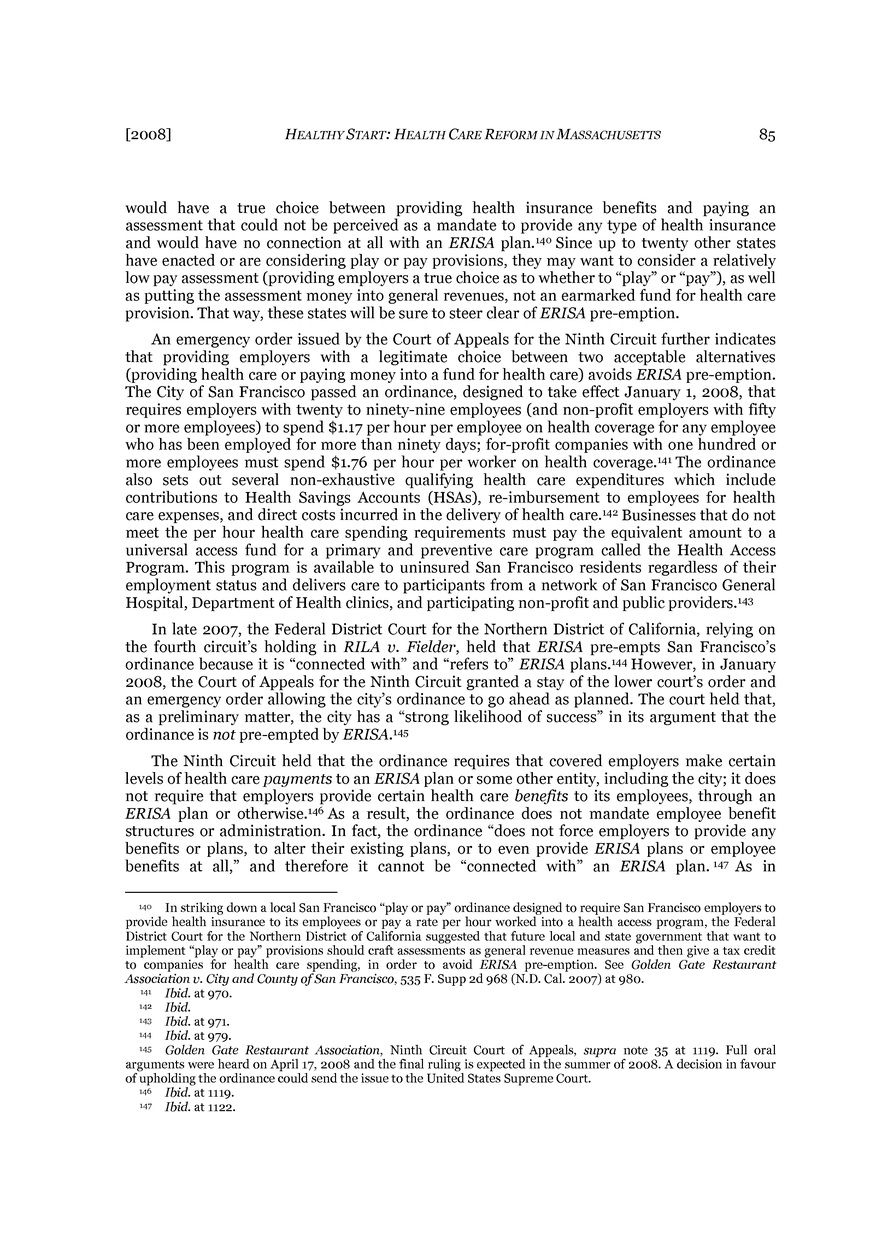 [2008] HEALTHY START: HEALTH CARE REFORM IN MASSACHUSETTS 85
would have a true choice between providing health insurance benefits and paying an
assessment that could not be perceived as a mandate to provide any type of health insurance
and would have no connection at all with an ERISA plan.140 Since up to twenty other states
have enacted or are considering play or pay provisions, they may want to consider a relatively
low pay assessment (providing employers a true choice as to whether to “play” or “pay”), as well
as putting the assessment money into general revenues, not an earmarked fund for health care
provision. That way, these states will be sure to steer clear of ERISA pre-emption.
An emergency order issued by the Court of Appeals for the Ninth Circuit further indicates
that providing employers with a legitimate choice between two acceptable alternatives
(providing health care or paying money into a fund for health care) avoids ERISA pre-emption.
The City of San Francisco passed an ordinance, designed to take effect January 1, 2008, that
requires employers with twenty to ninety-nine employees (and non-profit employers with fifty
or more employees) to spend $1.17 per hour per employee on health coverage for any employee
who has been employed for more than ninety days; for-profit companies with one hundred or
more employees must spend $1.76 per hour per worker on health coverage.141 The ordinance
also sets out several non-exhaustive qualifying health care expenditures which include
contributions to Health Savings Accounts (HSAs), re-imbursement to employees for health
care expenses, and direct costs incurred in the delivery of health care.142 Businesses that do not
meet the per hour health care spending requirements must pay the equivalent amount to a
universal access fund for a primary and preventive care program called the Health Access
Program. This program is available to uninsured San Francisco residents regardless of their
employment status and delivers care to participants from a network of San Francisco General
Hospital, Department of Health clinics, and participating non-profit and public providers.143
In late 2007, the Federal District Court for the Northern District of California, relying on
the fourth circuit’s holding in RILA v. Fielder, held that ERISA pre-empts San Francisco’s
ordinance because it is “connected with” and “refers to” ERISA plans.144 However, in January
2008, the Court of Appeals for the Ninth Circuit granted a stay of the lower court’s order and
an emergency order allowing the city’s ordinance to go ahead as planned. The court held that,
as a preliminary matter, the city has a “strong likelihood of success” in its argument that the
ordinance is not pre-empted by ERISA.145
The Ninth Circuit held that the ordinance requires that covered employers make certain
levels of health care payments to an ERISA plan or some other entity, including the city; it does
not require that employers provide certain health care benefits to its employees, through an
ERISA plan or otherwise.146 As a result, the ordinance does not mandate employee benefit
structures or administration. In fact, the ordinance “does not force employers to provide any
benefits or plans, to alter their existing plans, or to even provide ERISA plans or employee
benefits at all,” and therefore it cannot be “connected with” an ERISA plan. 147 As in
140 In striking down a local San Francisco “play or pay” ordinance designed to require San Francisco employers to
provide health insurance to its employees or pay a rate per hour worked into a health access program, the Federal
District Court for the Northern District of California suggested that future local and state government that want to
implement “play or pay” provisions should craft assessments as general revenue measures and then give a tax credit
to companies for health care spending, in order to avoid ERISA pre-emption. See Golden Gate Restaurant
Association v. City and County of San Francisco, 535 F. Supp 2d 968 (N.D. Cal. 2007) at 980.
141 Ibid. at 970.
142 Ibid.
143 Ibid. at 971.
144 Ibid. at 979.
145 Golden Gate Restaurant Association, Ninth Circuit Court of Appeals, supra note 35 at 1119. Full oral
arguments were heard on April 17, 2008 and the final ruling is expected in the summer of 2008. A decision in favour
of upholding the ordinance could send the issue to the United States Supreme Court.
146 Ibid. at 1119.
147 Ibid. at 1122.